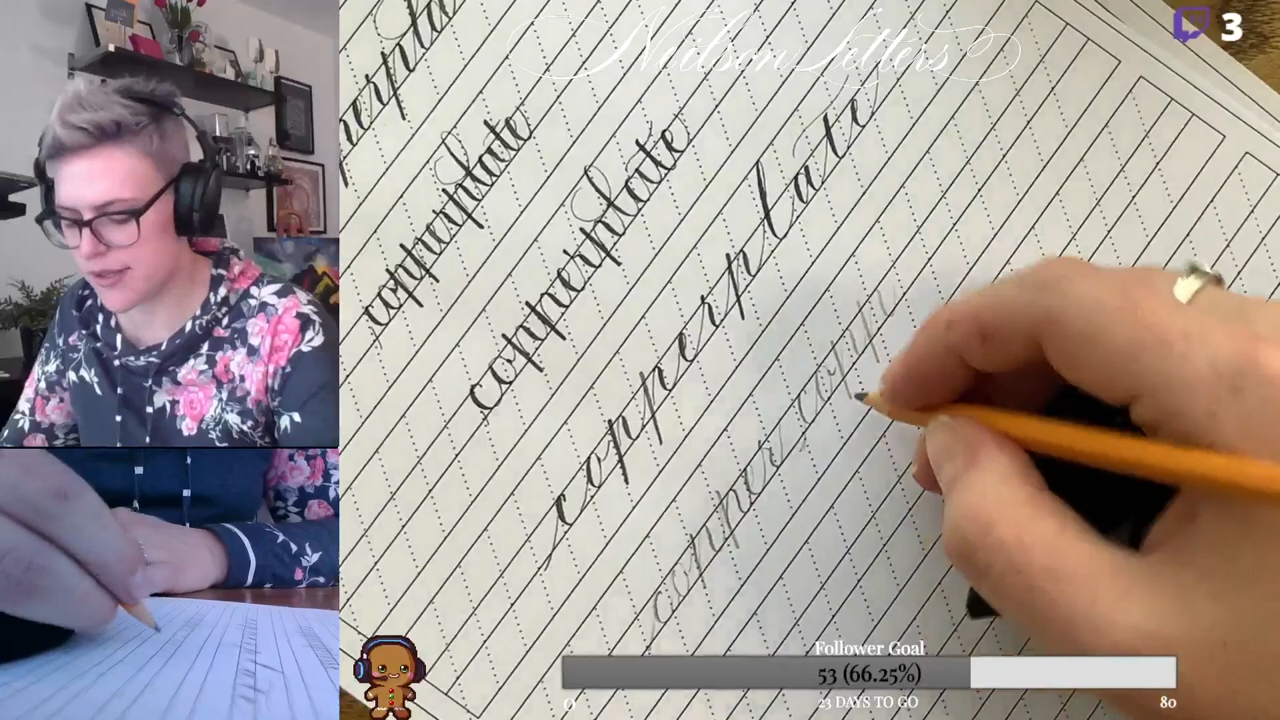 Neilson Letters
3
copperplate
copperplate
copperplate
copperplate
copper copp
Follower Goal
53 (66.25%)
0
23 DAYS TO GO
80